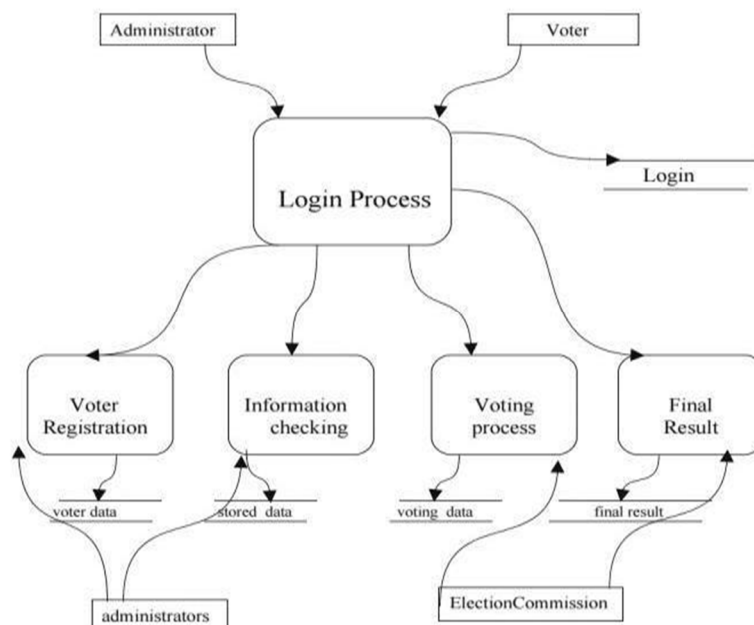 Administrator
Voter
Login
Login Process
Voter
Registration
Information
checking
Voting
process
Final
Result
voter data
stored data
voting data
final result
administrators
ElectionCommission